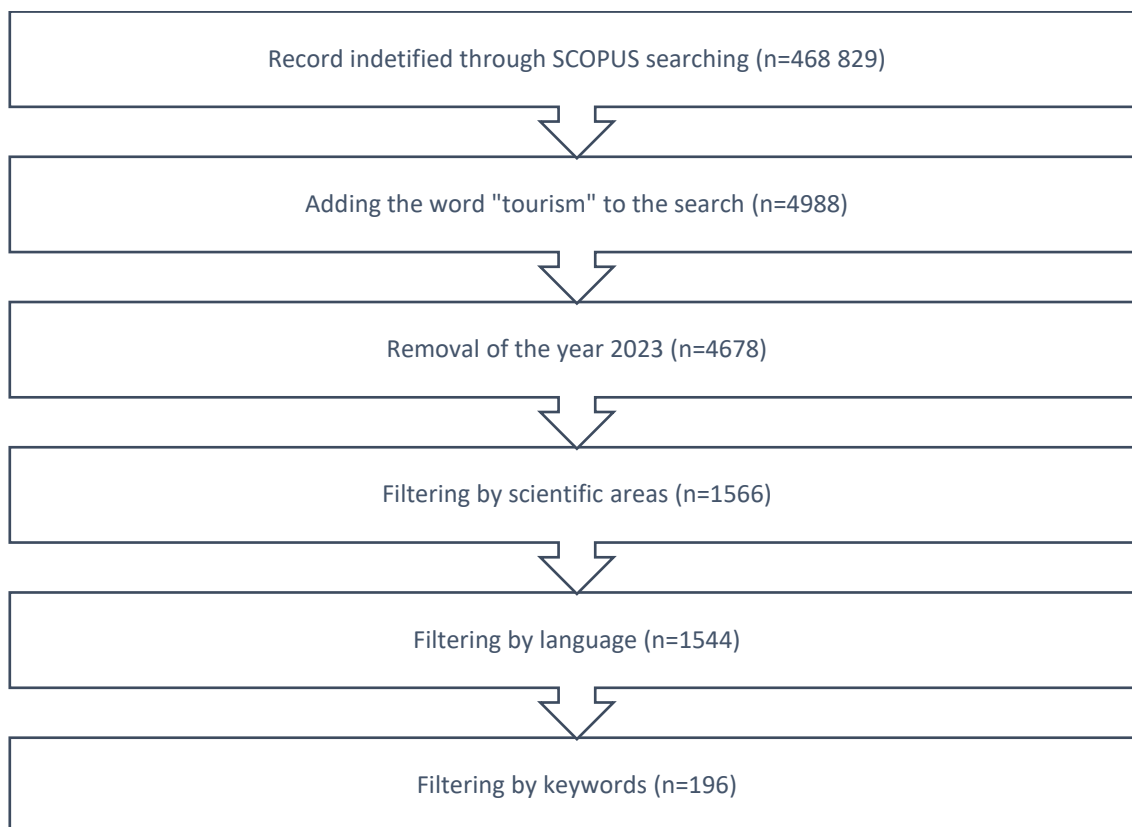 Record indetified through SCOPUS searching (n=468 829)
Adding the word "tourism" to the search (n=4988)
Removal of the year 2023 (n=4678)
Filtering by scientific areas (n=1566)
Filtering by language (n=1544)
Filtering by keywords (n=196)